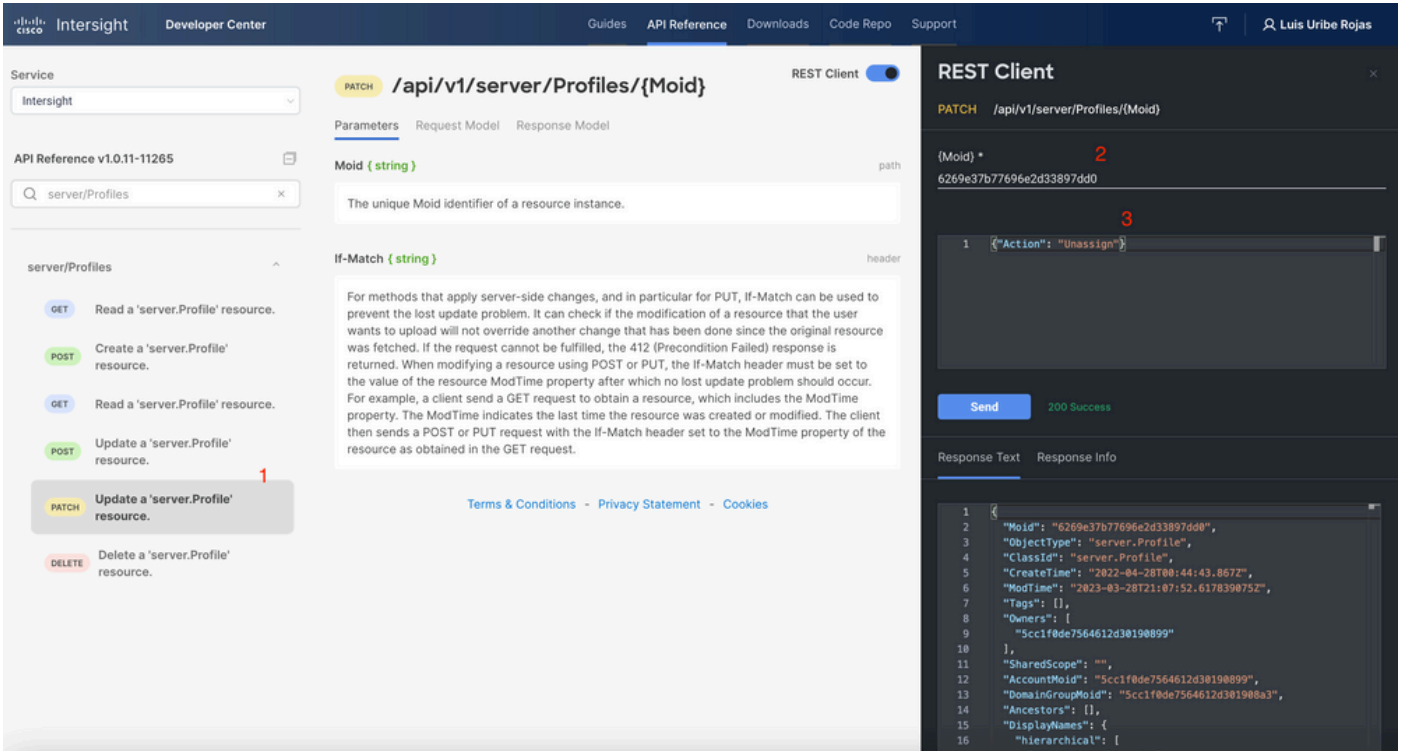 cisco Intersight Developer Center Guides API Reference Downloads Code Repo Support Luis Uribe Rojas
Service
Intersight
API Reference v1.0.11-11265
server/Profiles
server/Profiles
GET Read a 'server.Profile' resource.
POST Create a 'server.Profile'
resource.
GET Read a 'server.Profile' resource.
POST Update a 'server.Profile'
resource.
1
PATCH Update a 'server.Profile'
resource.
DELETE Delete a 'server.Profile'
resource.
PATCH /api/v1/server/Profiles/{Moid}
REST Client
Parameters Request Model Response Model
Moid { string } path
The unique Moid identifier of a resource instance.
If-Match { string } header
For methods that apply server-side changes, and in particular for PUT, If-Match can be used to
prevent the lost update problem. It can check if the modification of a resource that the user
wants to upload will not override another change that has been done since the original resource
was fetched. If the request cannot be fulfilled, the 412 (Precondition Failed) response is
returned. When modifying a resource using POST or PUT, the If-Match header must be set to
the value of the resource ModTime property after which no lost update problem should occur.
For example, a client send a GET request to obtain a resource, which includes the ModTime
property. The ModTime indicates the last time the resource was created or modified. The client
then sends a POST or PUT request with the If-Match header set to the ModTime property of the
resource as obtained in the GET request.
Terms & Conditions - Privacy Statement - Cookies
REST Client
PATCH /api/v1/server/Profiles/{Moid}
{Moid} * 2
6269e37b77696e2d33897dd0
3
1 {"Action": "Unassign"}
Send 200 Success
Response Text Response Info
1 {
2 "Moid": "6269e37b77696e2d33897dd0",
3 "ObjectType": "server.Profile",
4 "ClassId": "server.Profile",
5 "CreateTime": "2022-04-28T00:44:43.867Z",
6 "ModTime": "2023-03-28T21:07:52.617839075Z",
7 "Tags": [],
8 "Owners": [
9 "5cc1f0de7564612d30190899"
10 ],
11 "SharedScope": "",
12 "AccountMoid": "5cc1f0de7564612d30190899",
13 "DomainGroupMoid": "5cc1f0de7564612d301908a3",
14 "Ancestors": [],
15 "DisplayNames": {
16 "hierarchical": [